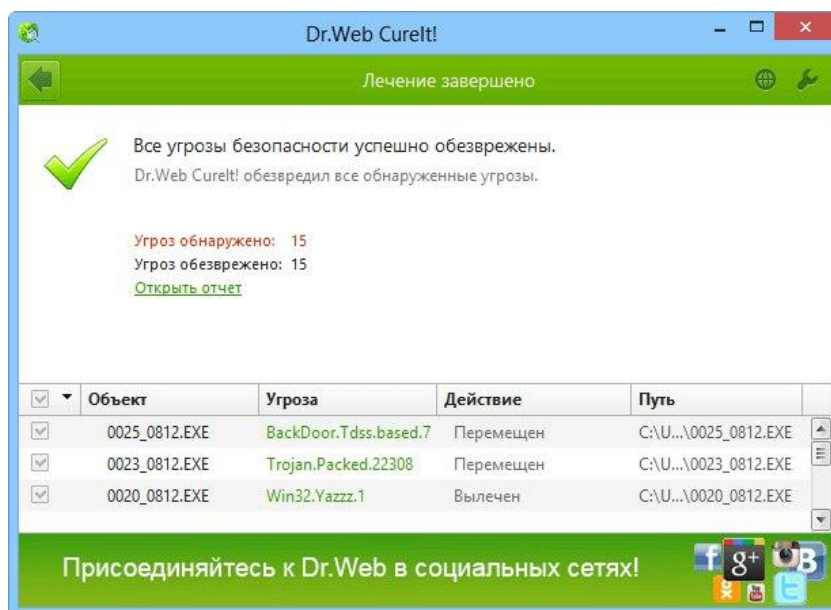 Dr.Web CureIt!
Лечение завершено
Все угрозы безопасности успешно обезврежены.
Dr.Web CureIt! обезвредил все обнаруженные угрозы.
Угроз обнаружено: 15
Угроз обезврежено: 15
Открыть отчет
Объект Угроза Действие Путь
0025_0812.EXE BackDoor.Tdss.based.7 Перемещен C:\U...\0025_0812.EXE
0023_0812.EXE Trojan.Packed.22308 Перемещен C:\U...\0023_0812.EXE
0020_0812.EXE Win32.Yazzz.1 Вылечен C:\U...\0020_0812.EXE
Присоединяйтесь к Dr.Web в социальных сетях!
f g+ B
You Tube t